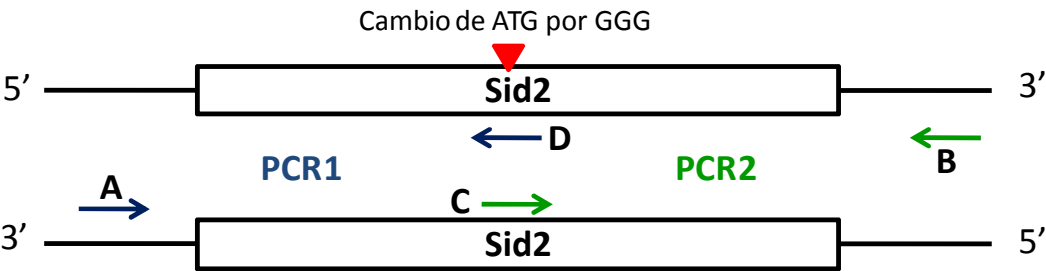 Cambio de ATG por GGG
5’ Sid2 3’
D
PCR1 PCR2 B
A
C
3’ Sid2 5’